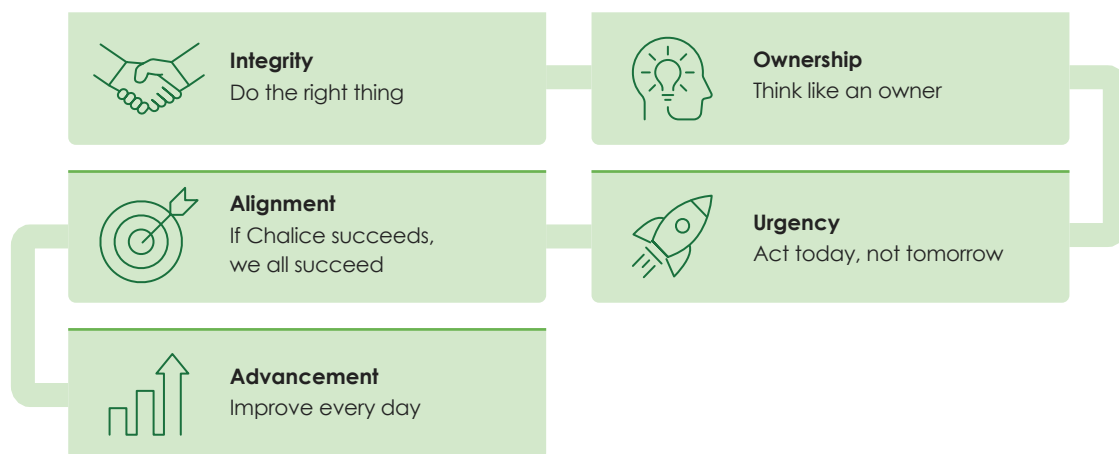 Integrity
Do the right thing
Ownership
Think like an owner
Alignment
If Chalice succeeds,
we all succeed
Urgency
Act today, not tomorrow
Advancement
Improve every day